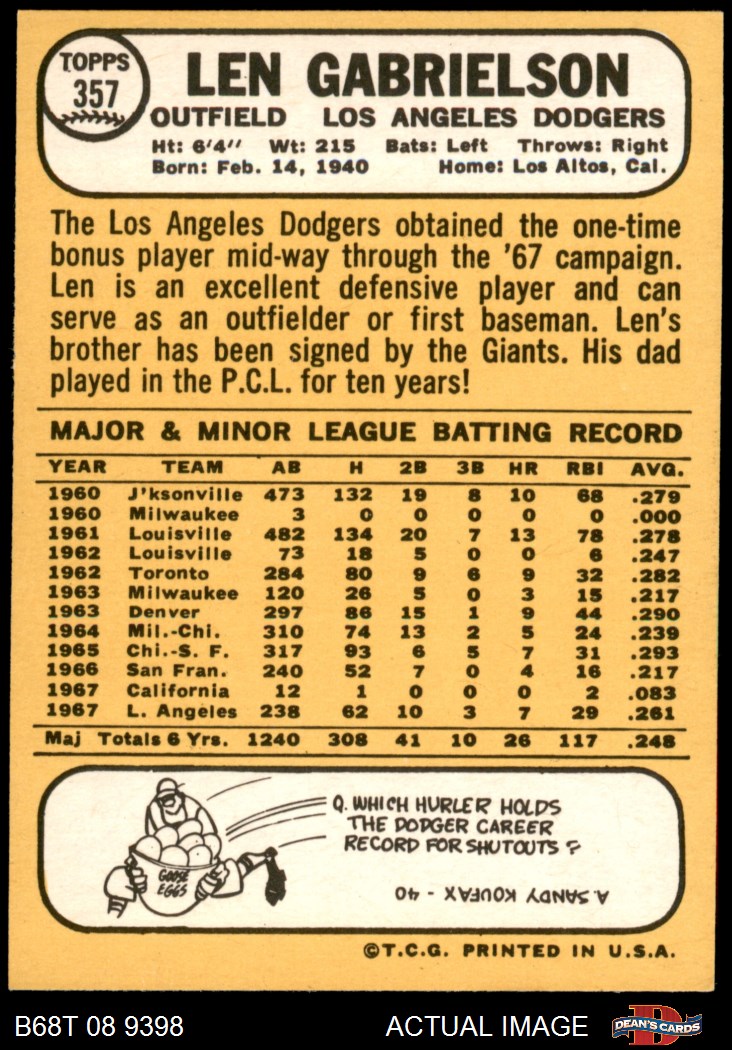 TOPPS
357
LEN GABRIELSON
OUTFIELD LOS ANGELES DODGERS
Ht: 6'4" Wt: 215 Bats: Left Throws: Right
Born: Feb. 14, 1940 Home: Los Altos, Cal.
The Los Angeles Dodgers obtained the one-time
bonus player mid-way through the '67 campaign.
Len is an excellent defensive player and can
serve as an outfielder or first baseman. Len's
brother has been signed by the Giants. His dad
played in the P.C.L. for ten years!
MAJOR & MINOR LEAGUE BATTING RECORD
YEAR TEAM AB H 2B 3B HR RBI AVG.
1960 J'ksonville 473 132 19 8 10 68 .279
1960 Milwaukee 3 0 0 0 0 0 .000
1961 Louisville 482 134 20 7 13 78 .278
1962 Louisville 73 18 5 0 0 6 .247
1962 Toronto 284 80 9 6 9 32 .282
1963 Milwaukee 120 26 5 0 3 15 .217
1963 Denver 297 86 15 1 9 44 .290
1964 Mil.-Chi. 310 74 13 2 5 24 .239
1965 Chi.-S. F. 317 93 6 5 7 31 .293
1966 San Fran. 240 52 7 0 4 16 .217
1967 California 12 1 0 0 0 2 .083
1967 L. Angeles 238 62 10 3 7 29 .261
Maj Totals 6 Yrs. 1240 308 41 10 26 117 .248
GOOSE
EGGS
Q. WHICH HURLER HOLDS
THE DODGER CAREER
RECORD FOR SHUTOUTS?
A. SANDY KOUFAX - 40
©T.C.G. PRINTED IN U.S.A.
B68T 08 9398 ACTUAL IMAGE
D
DEAN'S CARDS